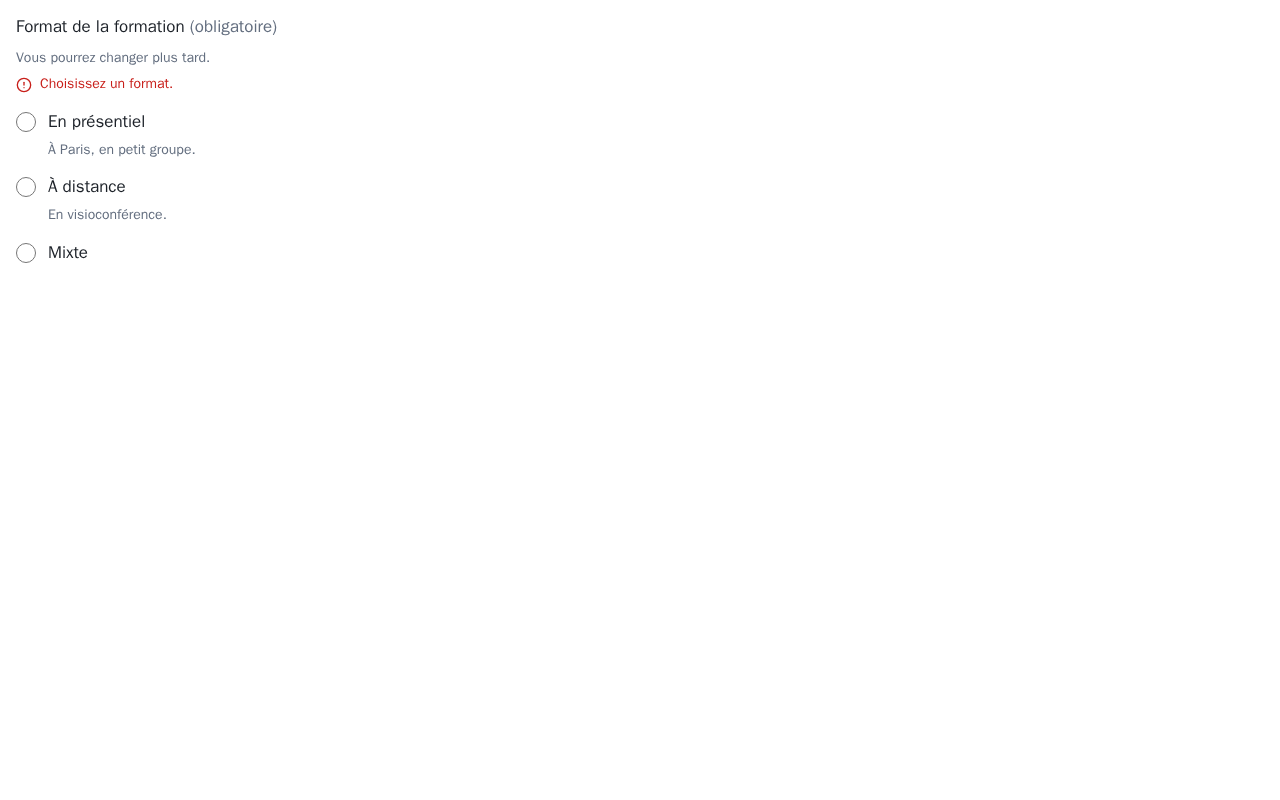 Format de la formation (obligatoire)
Vous pourrez changer plus tard.
Choisissez un format.
En présentiel
À Paris, en petit groupe.
À distance
En visioconférence.
Mixte